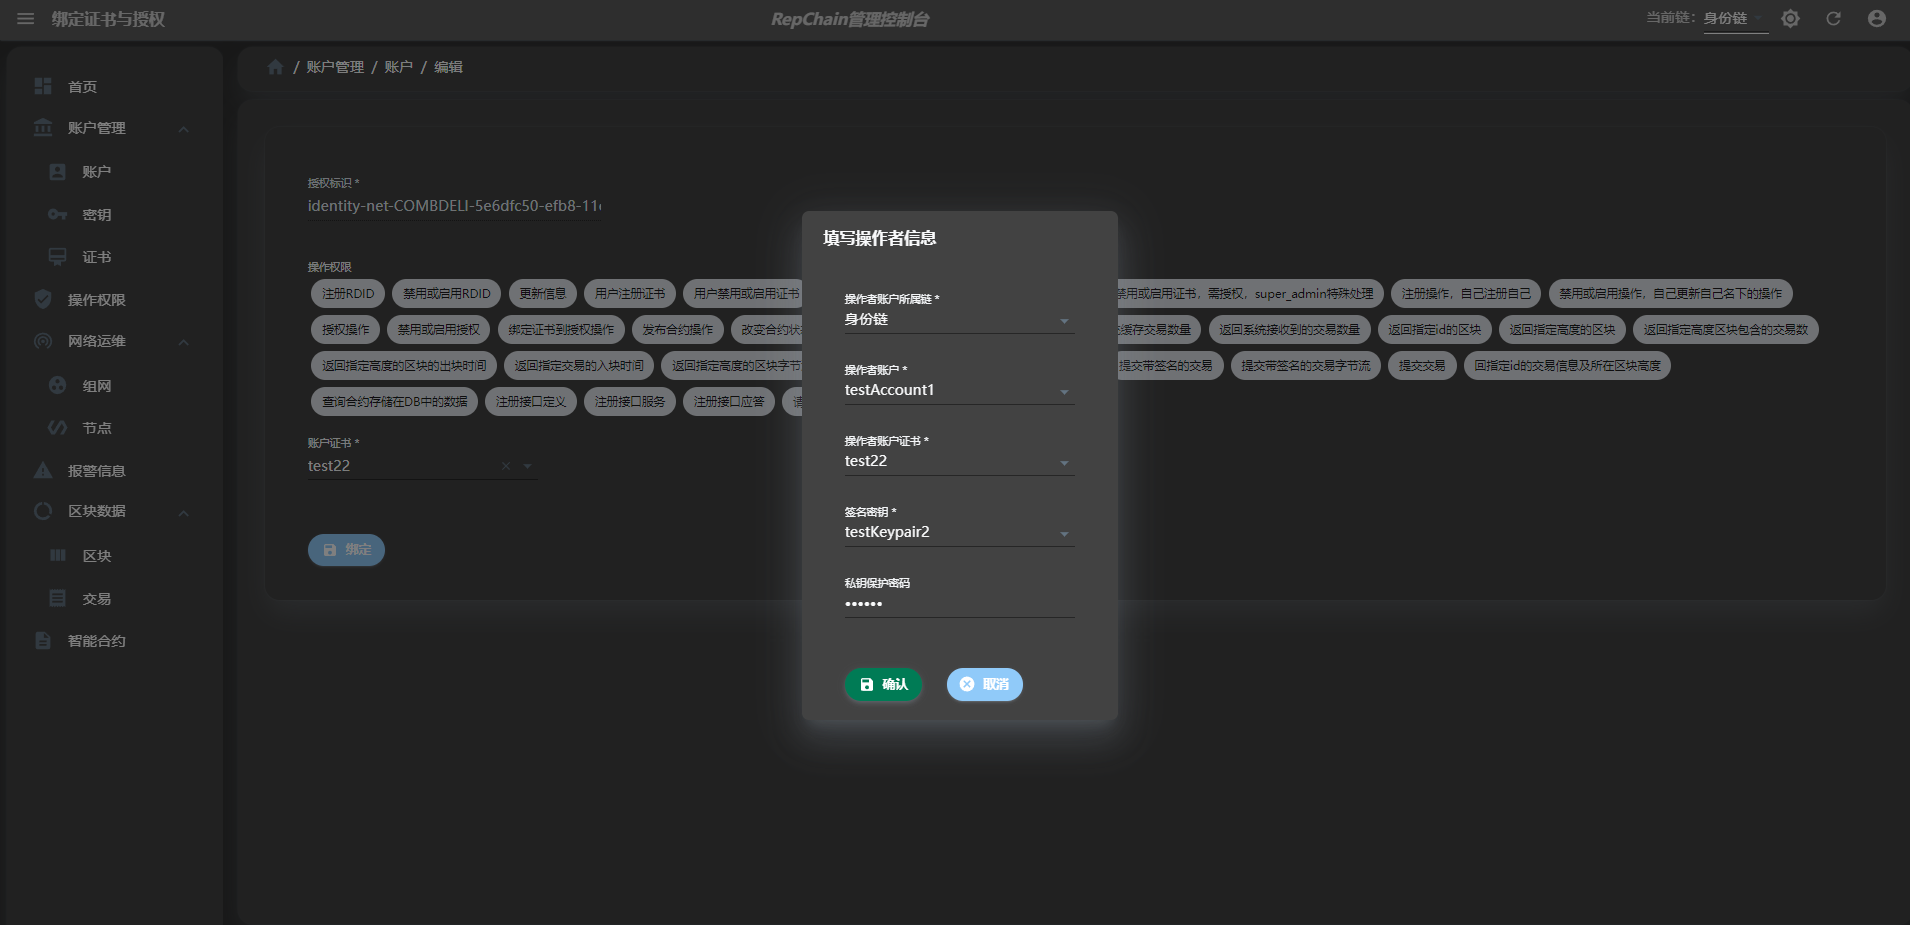 绑定证书与授权
RepChain管理控制台
当前链: 身份链
首页
账户管理
账户
密钥
证书
操作权限
网络运维
组网
节点
报警信息
区块数据
区块
交易
智能合约
/ 账户管理 / 账户 / 编辑
授权标识 *
identity-net-COMBDELI-5e6dfc50-efb8-11
操作权限
注册RDID 禁用或启用RDID 更新信息 用户注册证书 用户禁用或启用证书 禁用或启用证书，需授权，super_admin特殊处理 注册操作，自己注册自己 禁用或启用操作，自己更新自己名下的操作
授权操作 禁用或启用授权 绑定证书到授权操作 发布合约操作 改变合约状 缓存交易数量 返回系统接收到的交易数量 返回指定id的区块 返回指定高度的区块 返回指定高度区块包含的交易数
返回指定高度的区块的出块时间 返回指定交易的入块时间 返回指定高度的区块字节 提交带签名的交易 提交带签名的交易字节流 提交交易 回指定id的交易信息及所在区块高度
查询合约存储在DB中的数据 注册接口定义 注册接口服务 注册接口应答
账户证书 *
test22
绑定
填写操作者信息
操作者账户所属链 *
身份链
操作者账户 *
testAccount1
操作者账户证书 *
test22
签名密钥 *
testKeypair2
私钥保护密码
••••••
确认 取消